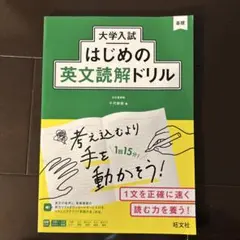 基礎
大学入試
はじめの
英文読解ドリル
考え込むより
手を
1日15分!
動かそう!
1文を正確に速く
読む力を養う!
旺文社